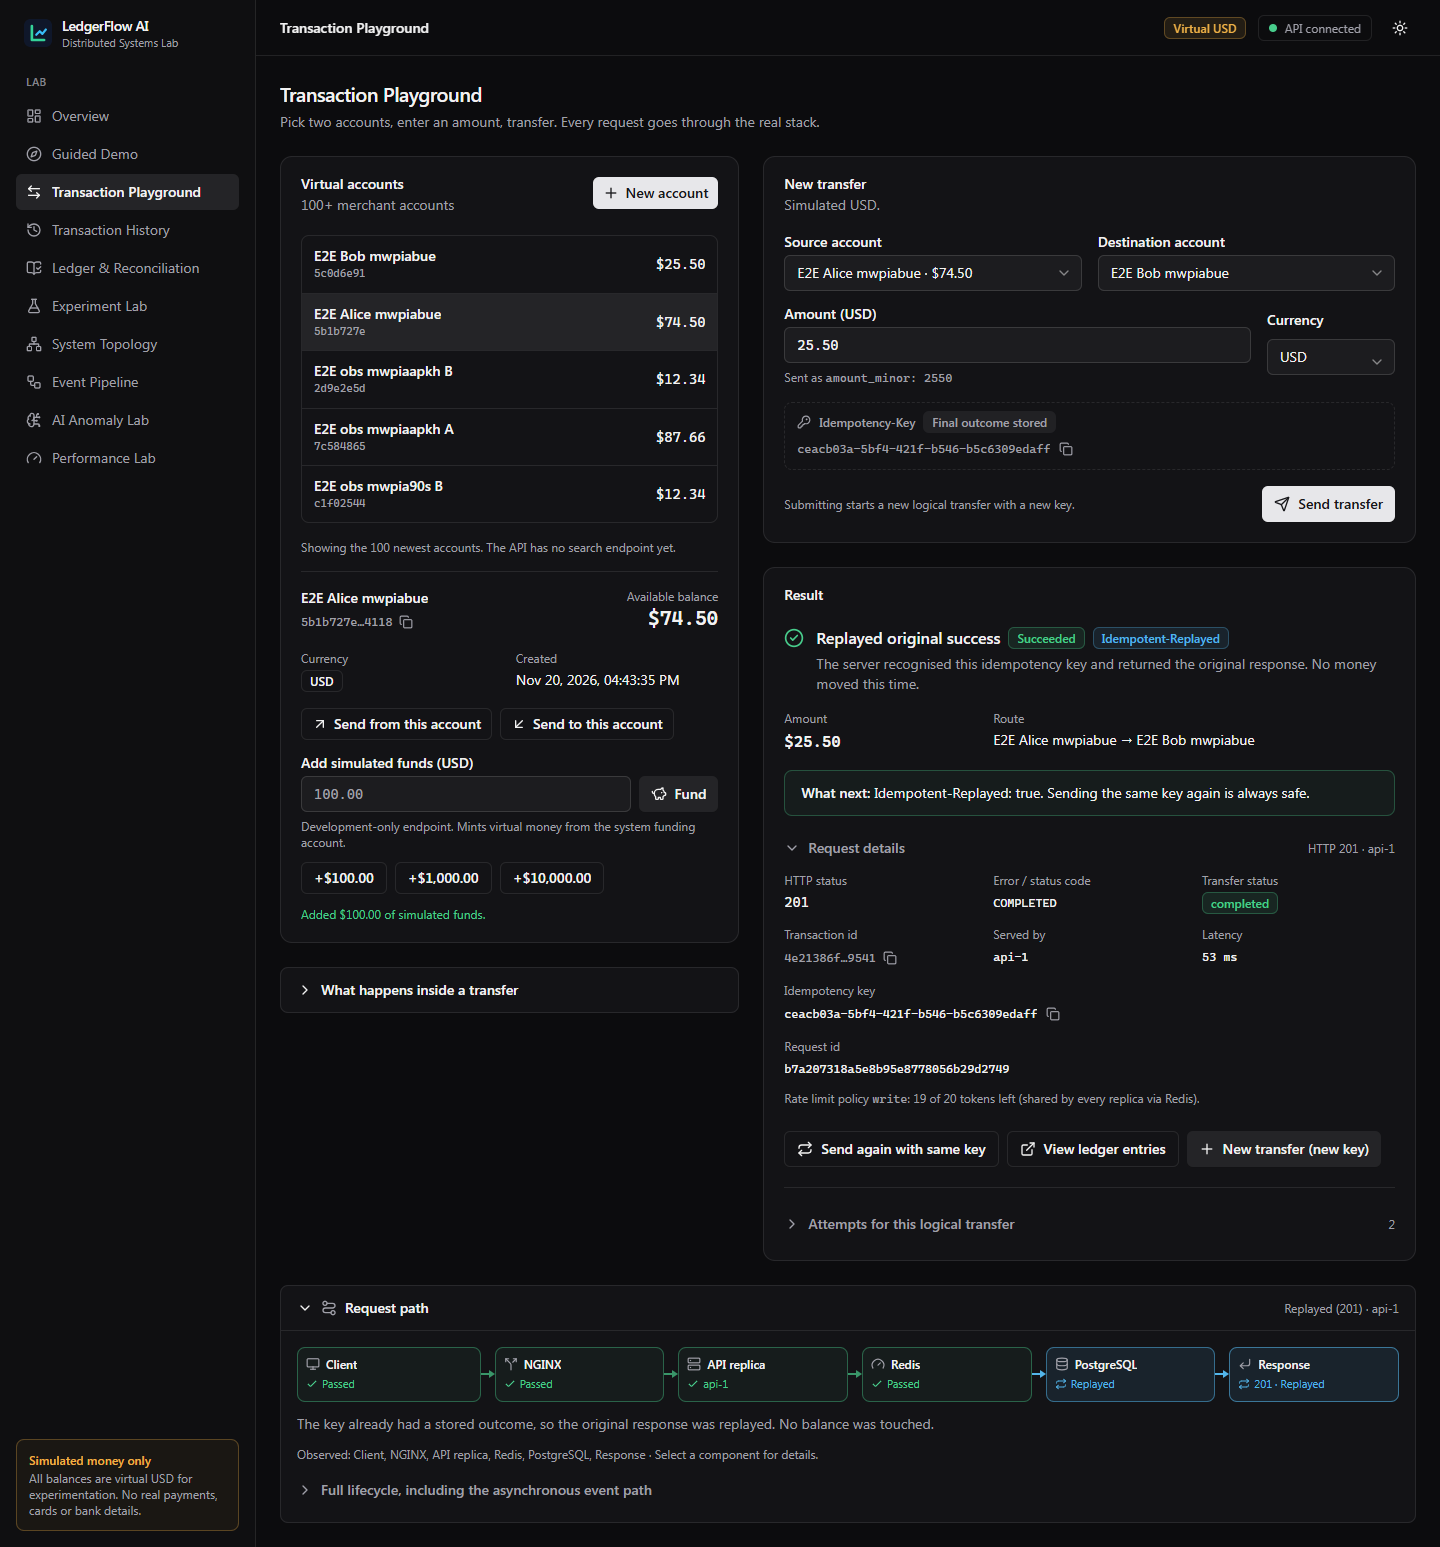 LedgerFlow AI
Distributed Systems Lab
LAB
Overview
Guided Demo
Transaction Playground
Transaction History
Ledger & Reconciliation
Experiment Lab
System Topology
Event Pipeline
AI Anomaly Lab
Performance Lab
Simulated money only
All balances are virtual USD for
experimentation. No real payments,
cards or bank details.
Transaction Playground
Virtual USD
API connected
Transaction Playground
Pick two accounts, enter an amount, transfer. Every request goes through the real stack.
Virtual accounts
100+ merchant accounts
New account
E2E Bob mwpiabue
5c0d6e91
$25.50
E2E Alice mwpiabue
5b1b727e
$74.50
E2E obs mwpiaapkh B
2d9e2e5d
$12.34
E2E obs mwpiaapkh A
7c584865
$87.66
E2E obs mwpia90s B
c1f02544
$12.34
Showing the 100 newest accounts. The API has no search endpoint yet.
E2E Alice mwpiabue
5b1b727e…4118
Available balance
$74.50
Currency
USD
Created
Nov 20, 2026, 04:43:35 PM
Send from this account
Send to this account
Add simulated funds (USD)
100.00
Fund
Development-only endpoint. Mints virtual money from the system funding
account.
+$100.00
+$1,000.00
+$10,000.00
Added $100.00 of simulated funds.
What happens inside a transfer
New transfer
Simulated USD.
Source account
E2E Alice mwpiabue · $74.50
Destination account
E2E Bob mwpiabue
Amount (USD)
25.50
Sent as amount_minor: 2550
Currency
USD
Idempotency-Key
Final outcome stored
ceacb03a-5bf4-421f-b546-b5c6309edaff
Submitting starts a new logical transfer with a new key.
Send transfer
Result
Replayed original success
Succeeded
Idempotent-Replayed
The server recognised this idempotency key and returned the original response. No money
moved this time.
Amount
$25.50
Route
E2E Alice mwpiabue → E2E Bob mwpiabue
What next: Idempotent-Replayed: true. Sending the same key again is always safe.
Request details
HTTP 201 · api-1
HTTP status
201
Error / status code
COMPLETED
Transfer status
completed
Transaction id
4e21386f…9541
Served by
api-1
Latency
53 ms
Idempotency key
ceacb03a-5bf4-421f-b546-b5c6309edaff
Request id
b7a207318a5e8b95e8778056b29d2749
Rate limit policy write: 19 of 20 tokens left (shared by every replica via Redis).
Send again with same key
View ledger entries
New transfer (new key)
Attempts for this logical transfer
2
Request path
Replayed (201) · api-1
Client
Passed
NGINX
Passed
API replica
api-1
Redis
Passed
PostgreSQL
Replayed
Response
201 · Replayed
The key already had a stored outcome, so the original response was replayed. No balance was touched.
Observed: Client, NGINX, API replica, Redis, PostgreSQL, Response · Select a component for details.
Full lifecycle, including the asynchronous event path